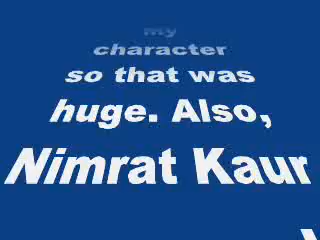 my
character
so that was
huge. Also,
Nimrat Kaur